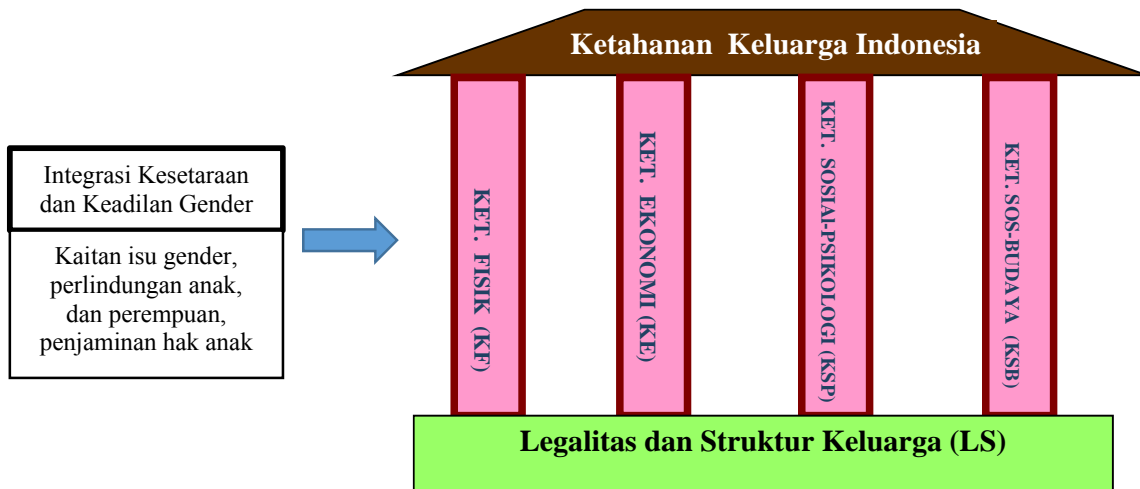 Ketahanan Keluarga Indonesia
Integrasi Kesetaraan
dan Keadilan Gender
Kaitan isu gender,
perlindungan anak,
dan perempuan,
penjaminan hak anak
KET. FISIK (KF)
KET. EKONOMI (KE)
KET. SOSIAl-PSIKOLOGI (KSP)
KET. SOS-BUDAYA (KSB)
Legalitas dan Struktur Keluarga (LS)